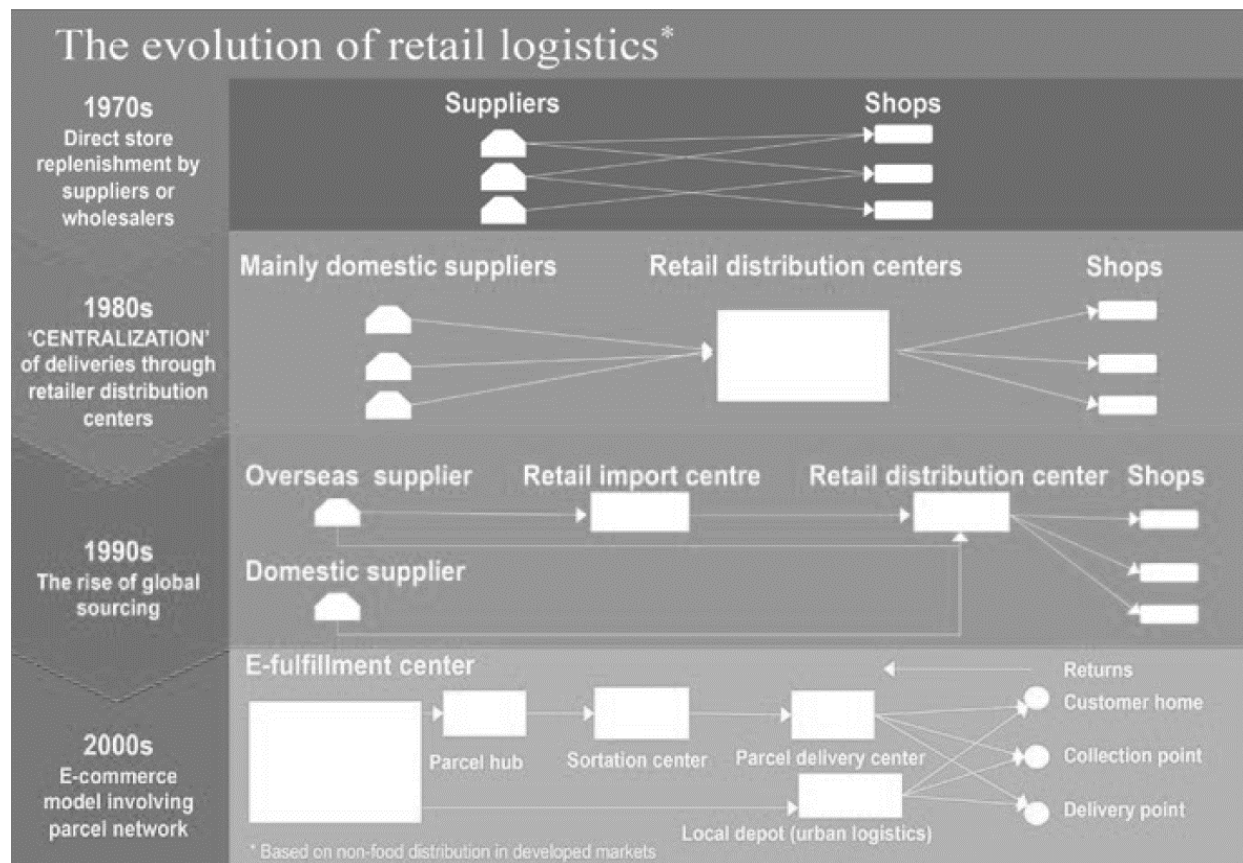 The evolution of retail logistics*
1970s
Direct store
replenishment by
suppliers or
wholesalers
Suppliers
Shops
1980s
'CENTRALIZATION'
of deliveries through
retailer distribution
centers
Mainly domestic suppliers
Retail distribution centers
Shops
1990s
The rise of global
sourcing
Overseas supplier
Retail import centre
Retail distribution center
Shops
Domestic supplier
2000s
E-commerce
model involving
parcel network
E-fulfillment center
Parcel hub
Sortation center
Parcel delivery center
Local depot (urban logistics)
Returns
Customer home
Collection point
Delivery point
* Based on non-food distribution in developed markets